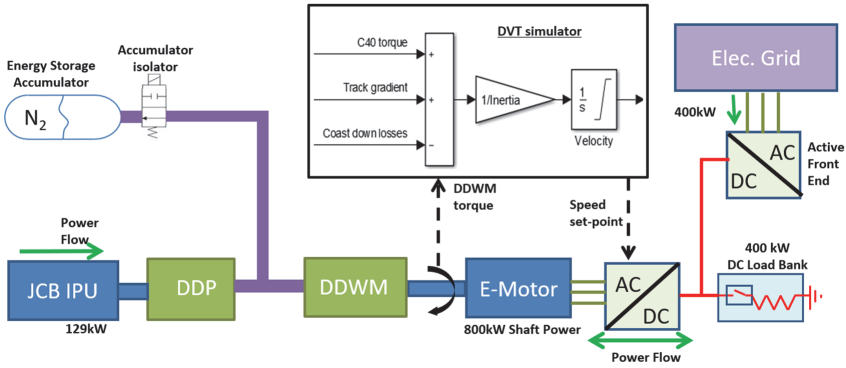 Energy Storage
Accumulator
N2
Accumulator
isolator
DVT simulator
C40 torque
+
Track gradient
+
Coast down losses
−
1/Inertia
1
s
Velocity
Elec. Grid
400kW
AC
DC
Active
Front
End
DDWM
torque
Speed
set-point
Power
Flow
JCB IPU
129kW
DDP
DDWM
E-Motor
800kW Shaft Power
AC
DC
Power Flow
400 kW
DC Load Bank